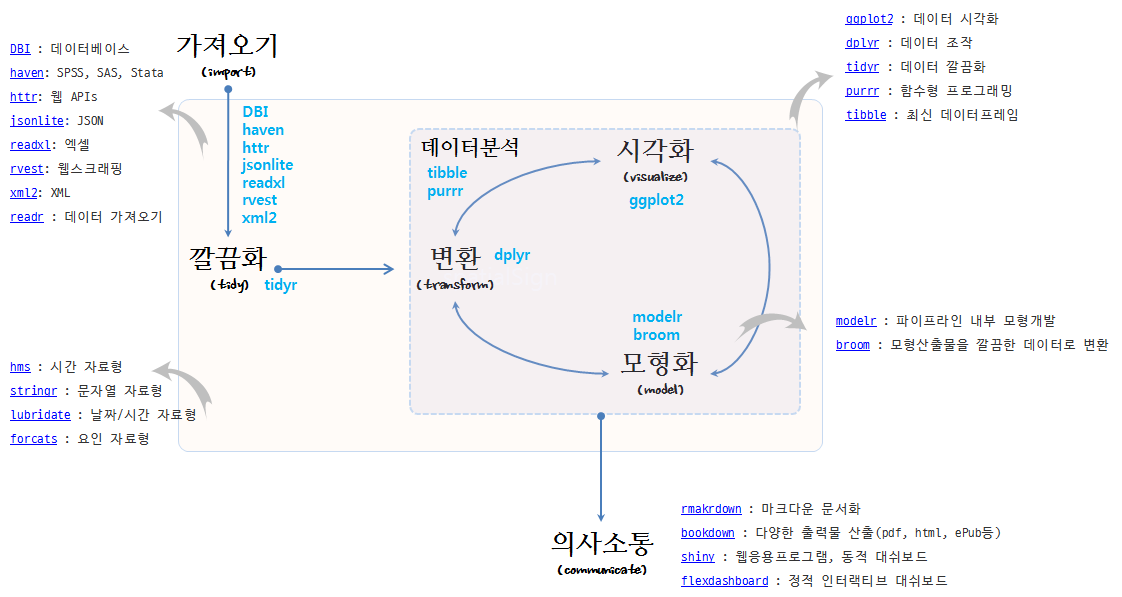 DBI : 데이터베이스
haven: SPSS, SAS, Stata
httr: 웹 APIs
jsonlite: JSON
readxl: 엑셀
rvest: 웹스크래핑
xml2: XML
readr : 데이터 가져오기
가져오기
(import)
DBI
haven
httr
jsonlite
readxl
rvest
xml2
깔끔화
(tidy)
tidyr
데이터분석
tibble
purrr
시각화
(visualize)
ggplot2
변환
(transform)
dplyr
modelr
broom
모형화
(model)
ggplot2 : 데이터 시각화
dplyr : 데이터 조작
tidyr : 데이터 깔끔화
purrr : 함수형 프로그래밍
tibble : 최신 데이터프레임
modelr : 파이프라인 내부 모형개발
broom : 모형산출물을 깔끔한 데이터로 변환
hms : 시간 자료형
stringr : 문자열 자료형
lubridate : 날짜/시간 자료형
forcats : 요인 자료형
의사소통
(communicate)
rmakrdown : 마크다운 문서화
bookdown : 다양한 출력물 산출(pdf, html, ePub등)
shiny : 웹응용프로그램, 동적 대쉬보드
flexdashboard : 정적 인터랙티브 대쉬보드